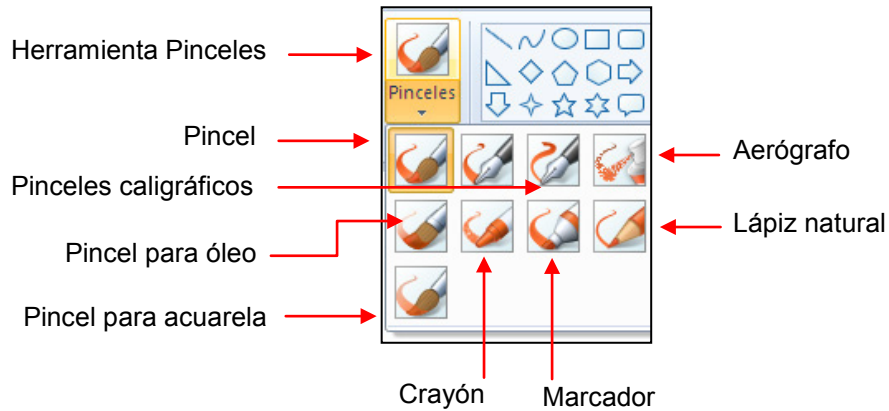 Herramienta Pinceles
Pinceles
Pincel
Aerógrafo
Pinceles caligráficos
Lápiz natural
Pincel para óleo
Pincel para acuarela
Crayón
Marcador